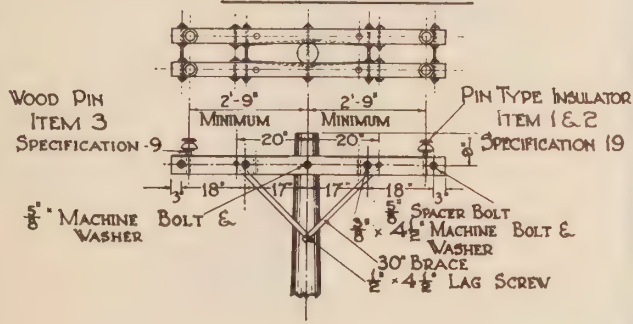 WOOD PIN
ITEM 3
SPECIFICATION-9
2'-9"
MINIMUM
2'-9"
MINIMUM
PIN TYPE INSULATOR
ITEM 1 & 2
SPECIFICATION 19
20"
20"
6"
3"
18"
17"
17"
18"
3"
5/8" MACHINE BOLT &
WASHER
5/8" SPACER BOLT
3/8" × 4 1/2" MACHINE BOLT &
WASHER
30" BRACE
1/2" × 4 1/2" LAG SCREW